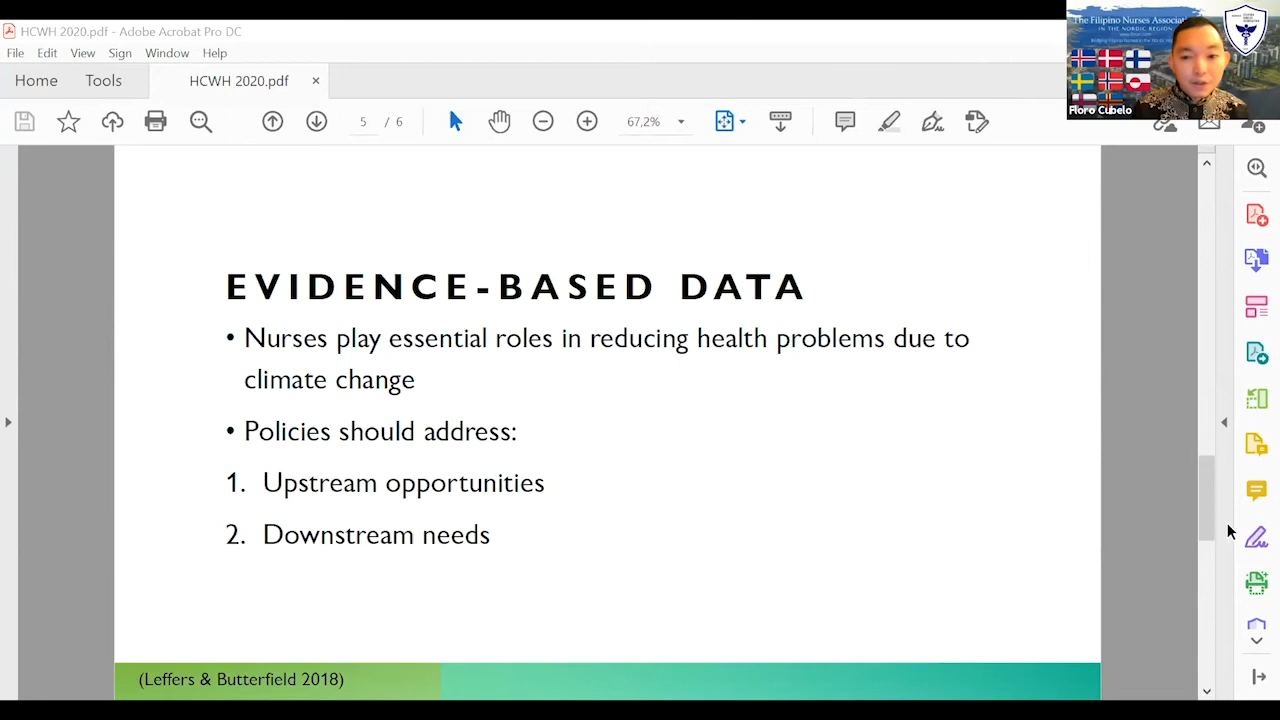 HCWH 2020.pdf - Adobe Acrobat Pro DC
File Edit View Sign Window Help
Home Tools HCWH 2020.pdf ×
5 / 6 67,2%
The Filipino Nurses Associati
IN THE NORDIC REGION
Floro Cubelo
EVIDENCE-BASED DATA
• Nurses play essential roles in reducing health problems due to
climate change
• Policies should address:
1. Upstream opportunities
2. Downstream needs
(Leffers & Butterfield 2018)